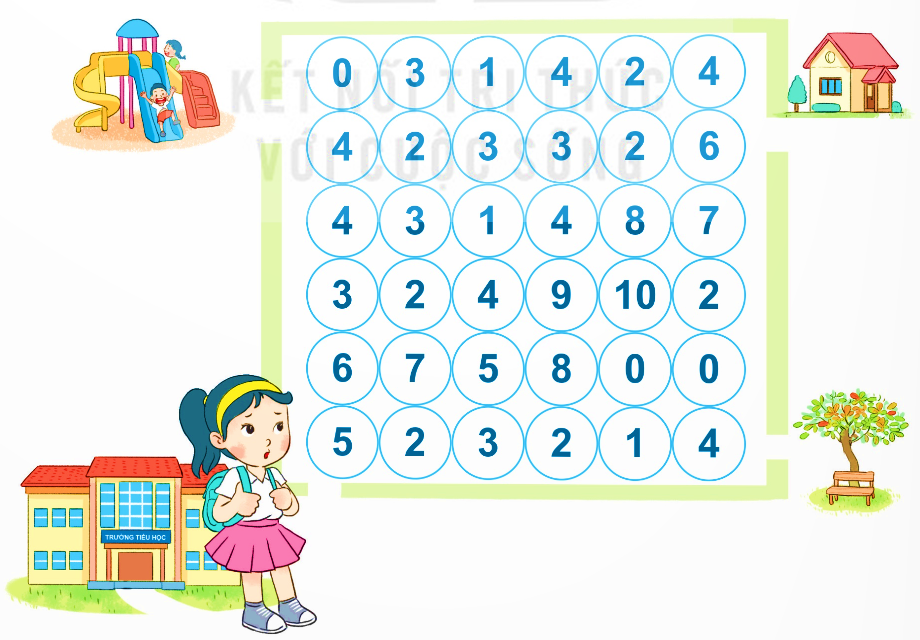 KẾT NỐI TRI THỨC
VỚI CUỘC SỐNG
0 3 1 4 2 4
4 2 3 3 2 6
4 3 1 4 8 7
3 2 4 9 10 2
6 7 5 8 0 0
5 2 3 2 1 4
TRƯỜNG TIỂU HỌC